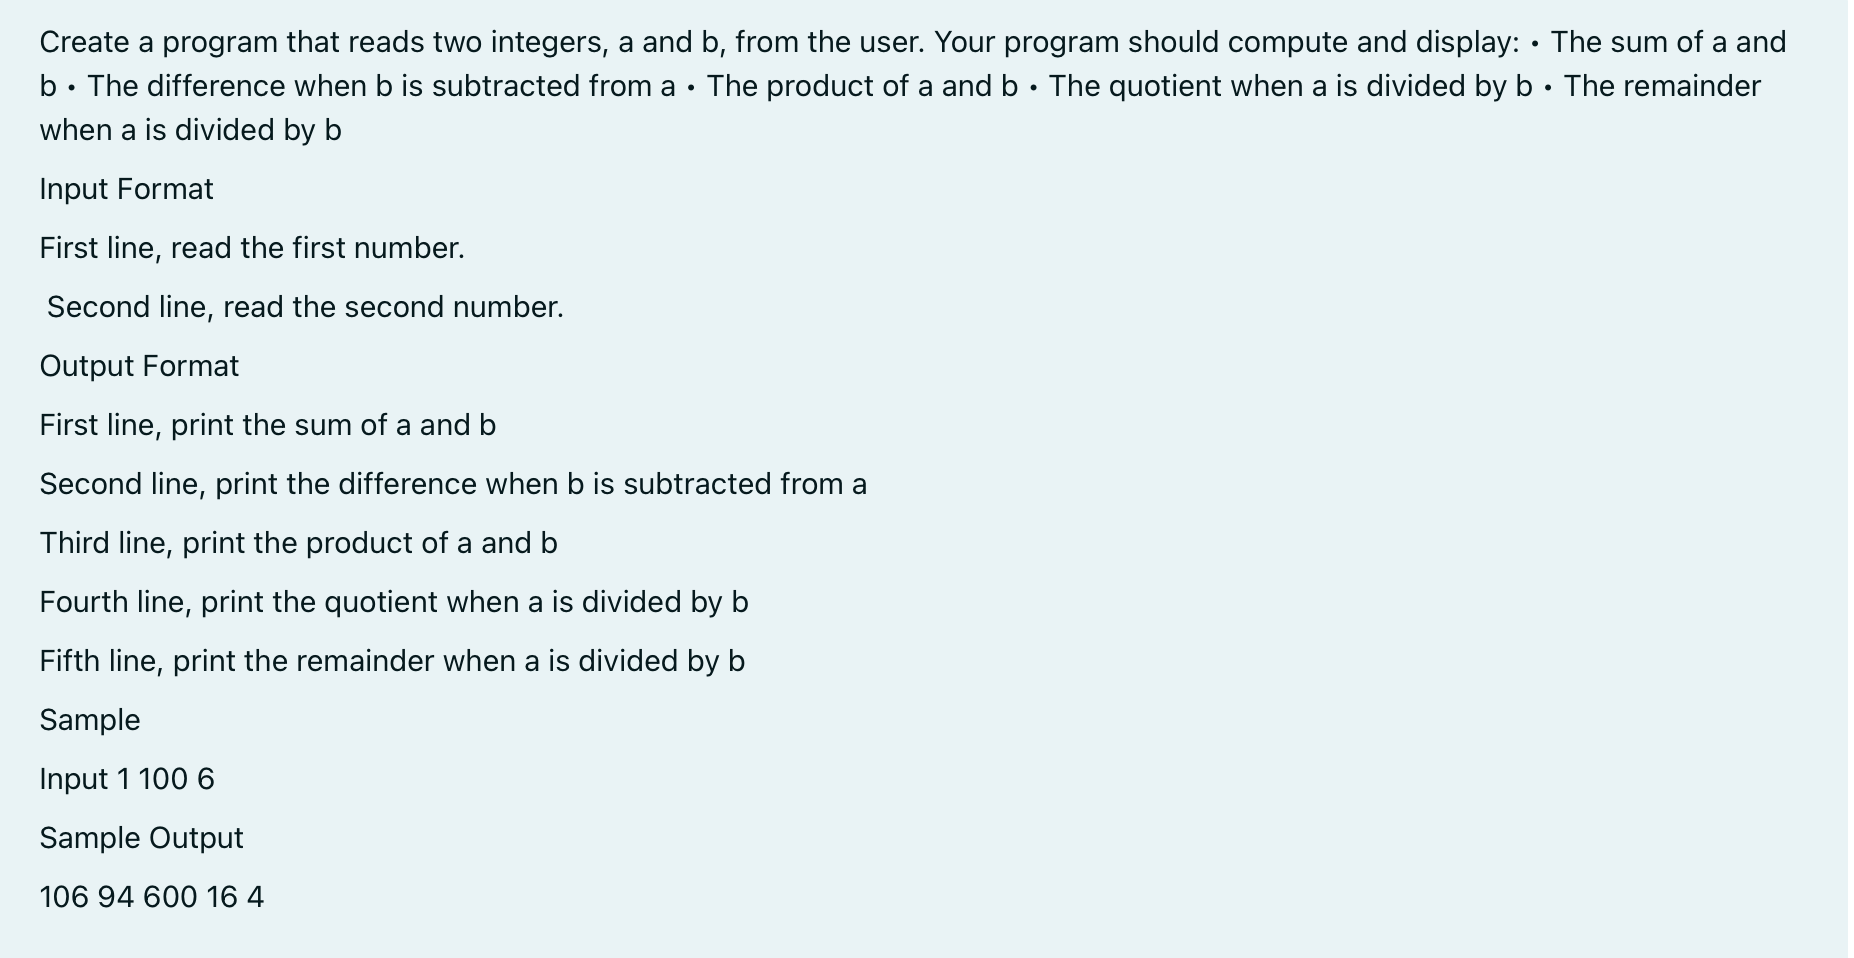 Create a program that reads two integers, a and b, from the user. Your program should compute and display: • The sum of a and
b • The difference when b is subtracted from a • The product of a and b • The quotient when a is divided by b • The remainder
when a is divided by b
Input Format
First line, read the first number.
Second line, read the second number.
Output Format
First line, print the sum of a and b
Second line, print the difference when b is subtracted from a
Third line, print the product of a and b
Fourth line, print the quotient when a is divided by b
Fifth line, print the remainder when a is divided by b
Sample
Input 1 100 6
Sample Output
106 94 600 16 4